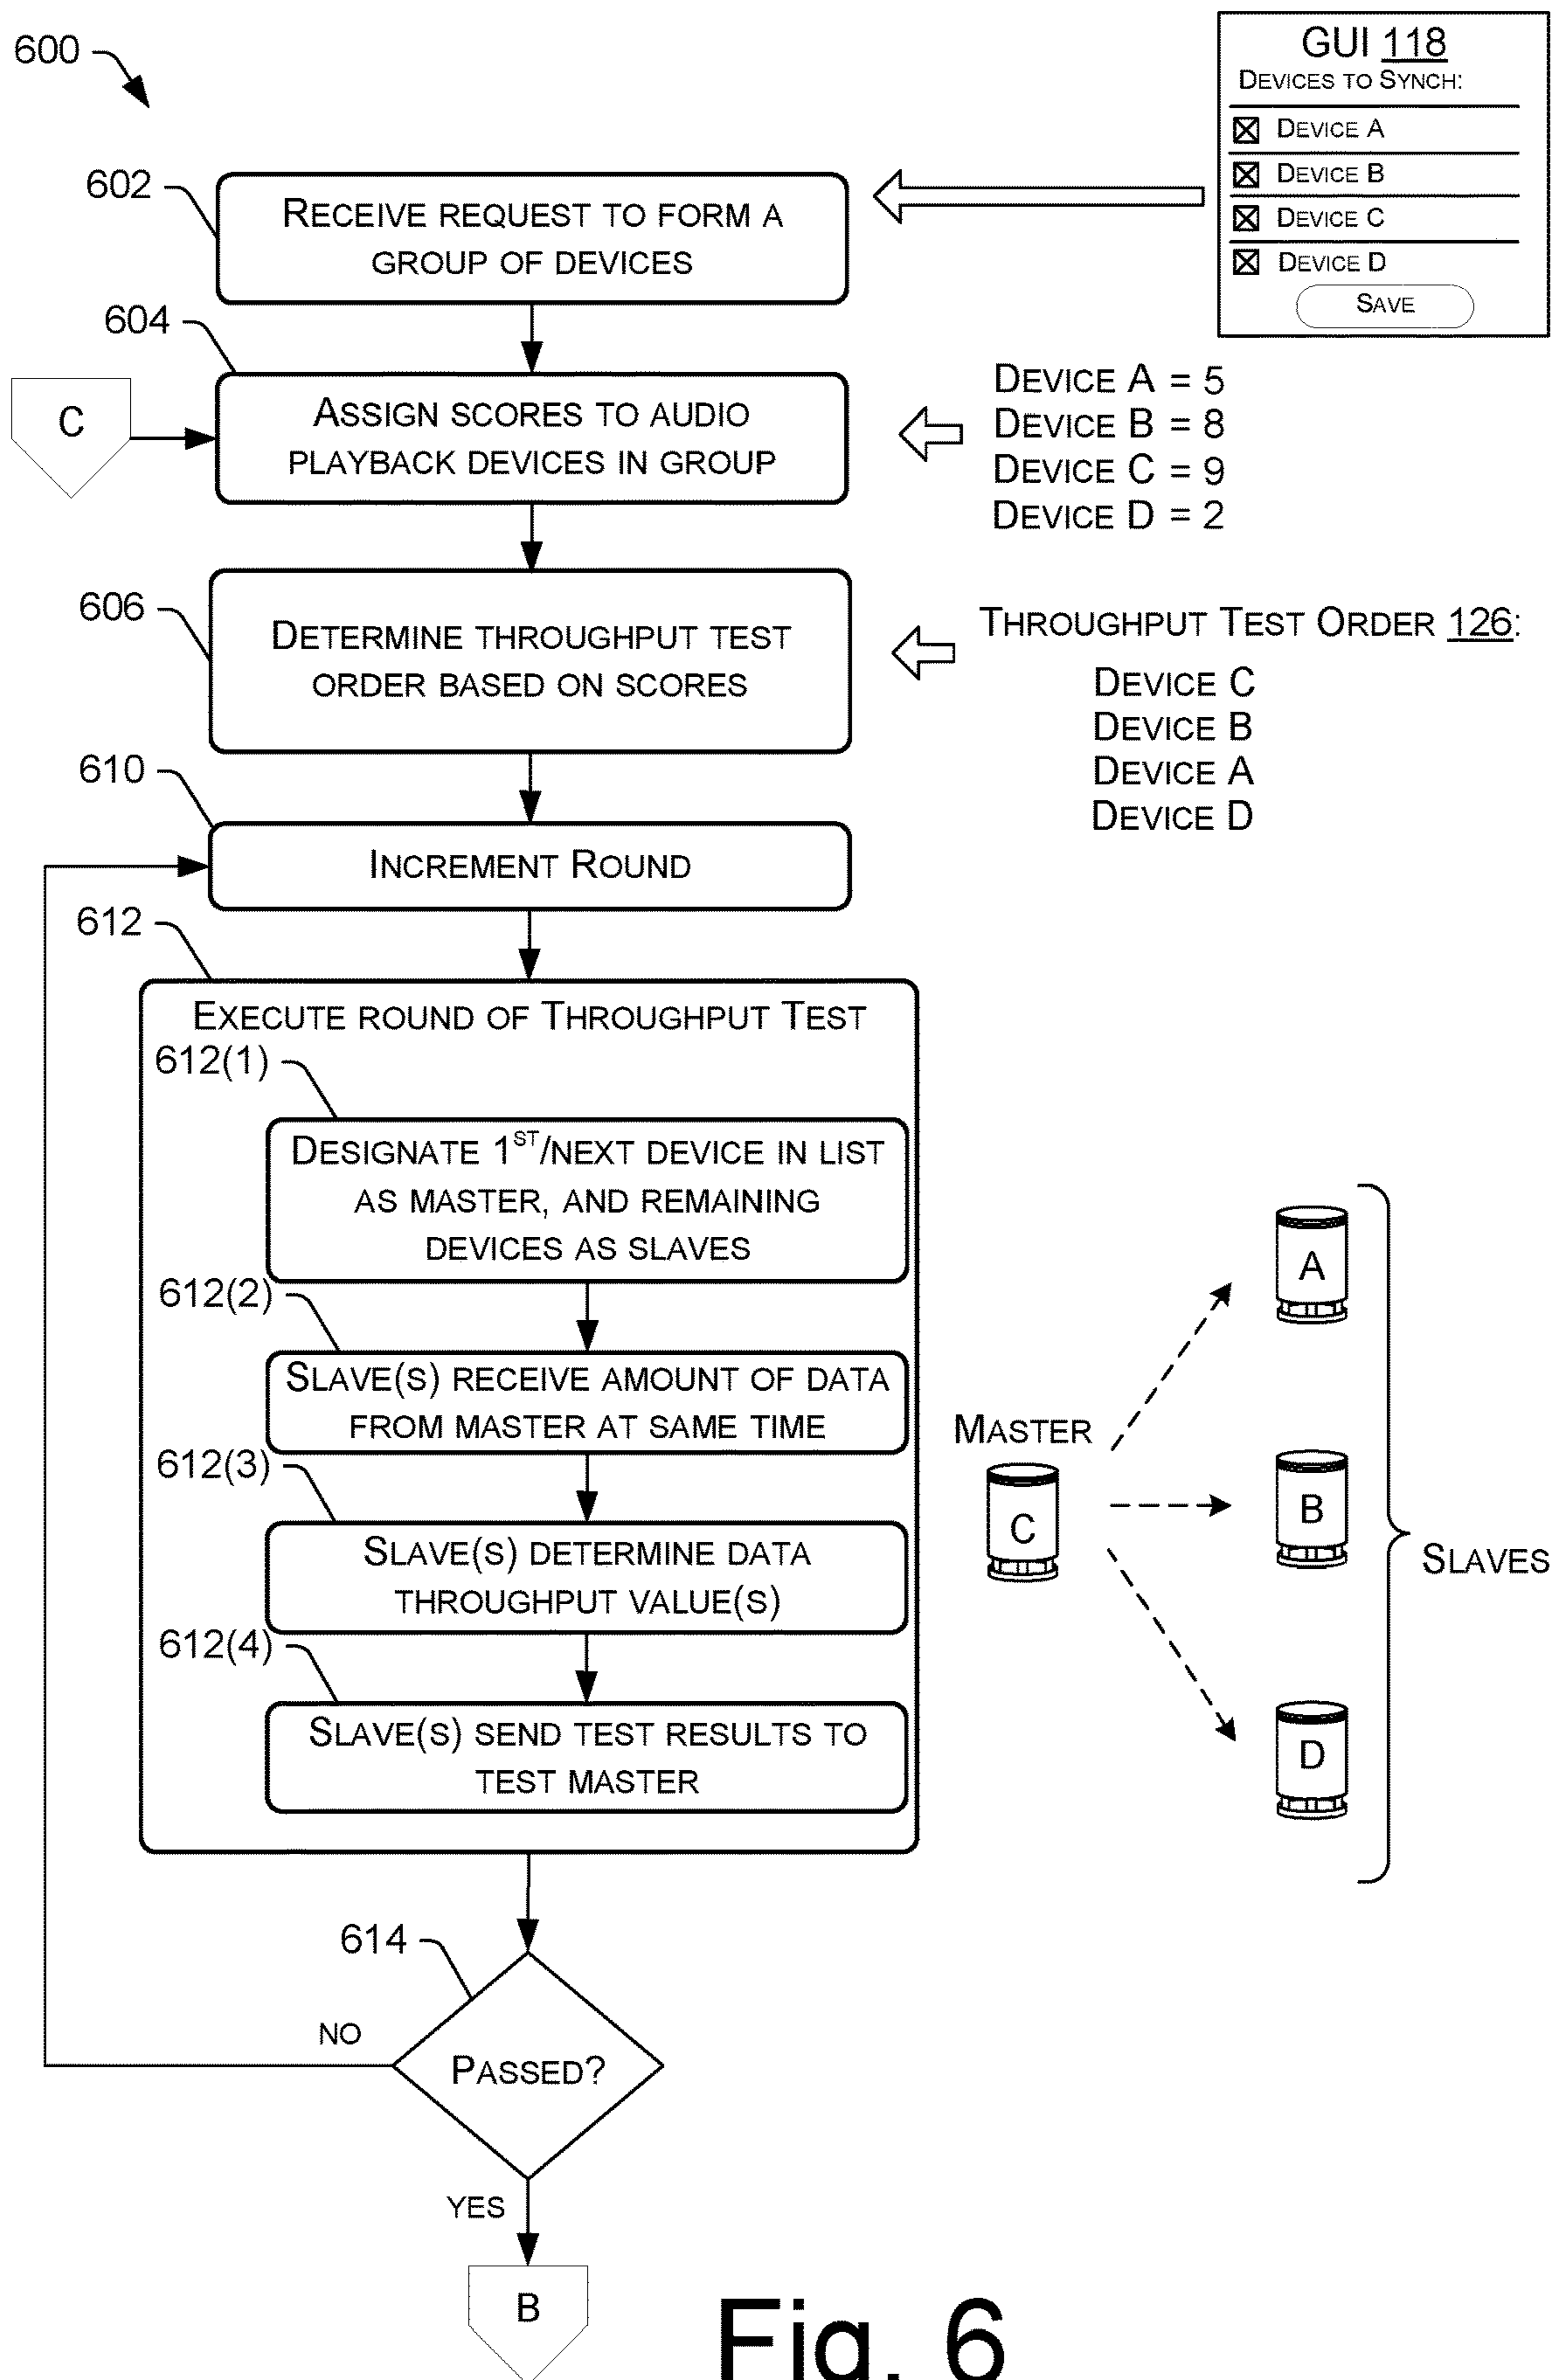 600
GUI 118
DEVICES TO SYNCH:
DEVICE A
DEVICE B
DEVICE C
DEVICE D
SAVE
602
RECEIVE REQUEST TO FORM A
GROUP OF DEVICES
604
C
ASSIGN SCORES TO AUDIO
PLAYBACK DEVICES IN GROUP
DEVICE A = 5
DEVICE B = 8
DEVICE C = 9
DEVICE D = 2
606
DETERMINE THROUGHPUT TEST
ORDER BASED ON SCORES
THROUGHPUT TEST ORDER 126:
DEVICE C
DEVICE B
DEVICE A
DEVICE D
610
INCREMENT ROUND
612
EXECUTE ROUND OF THROUGHPUT TEST
612(1)
DESIGNATE 1ST/NEXT DEVICE IN LIST
AS MASTER, AND REMAINING
DEVICES AS SLAVES
612(2)
SLAVE(S) RECEIVE AMOUNT OF DATA
FROM MASTER AT SAME TIME
612(3)
SLAVE(S) DETERMINE DATA
THROUGHPUT VALUE(S)
612(4)
SLAVE(S) SEND TEST RESULTS TO
TEST MASTER
MASTER
C
A
B
D
SLAVES
614
PASSED?
NO
YES
B
Fig. 6